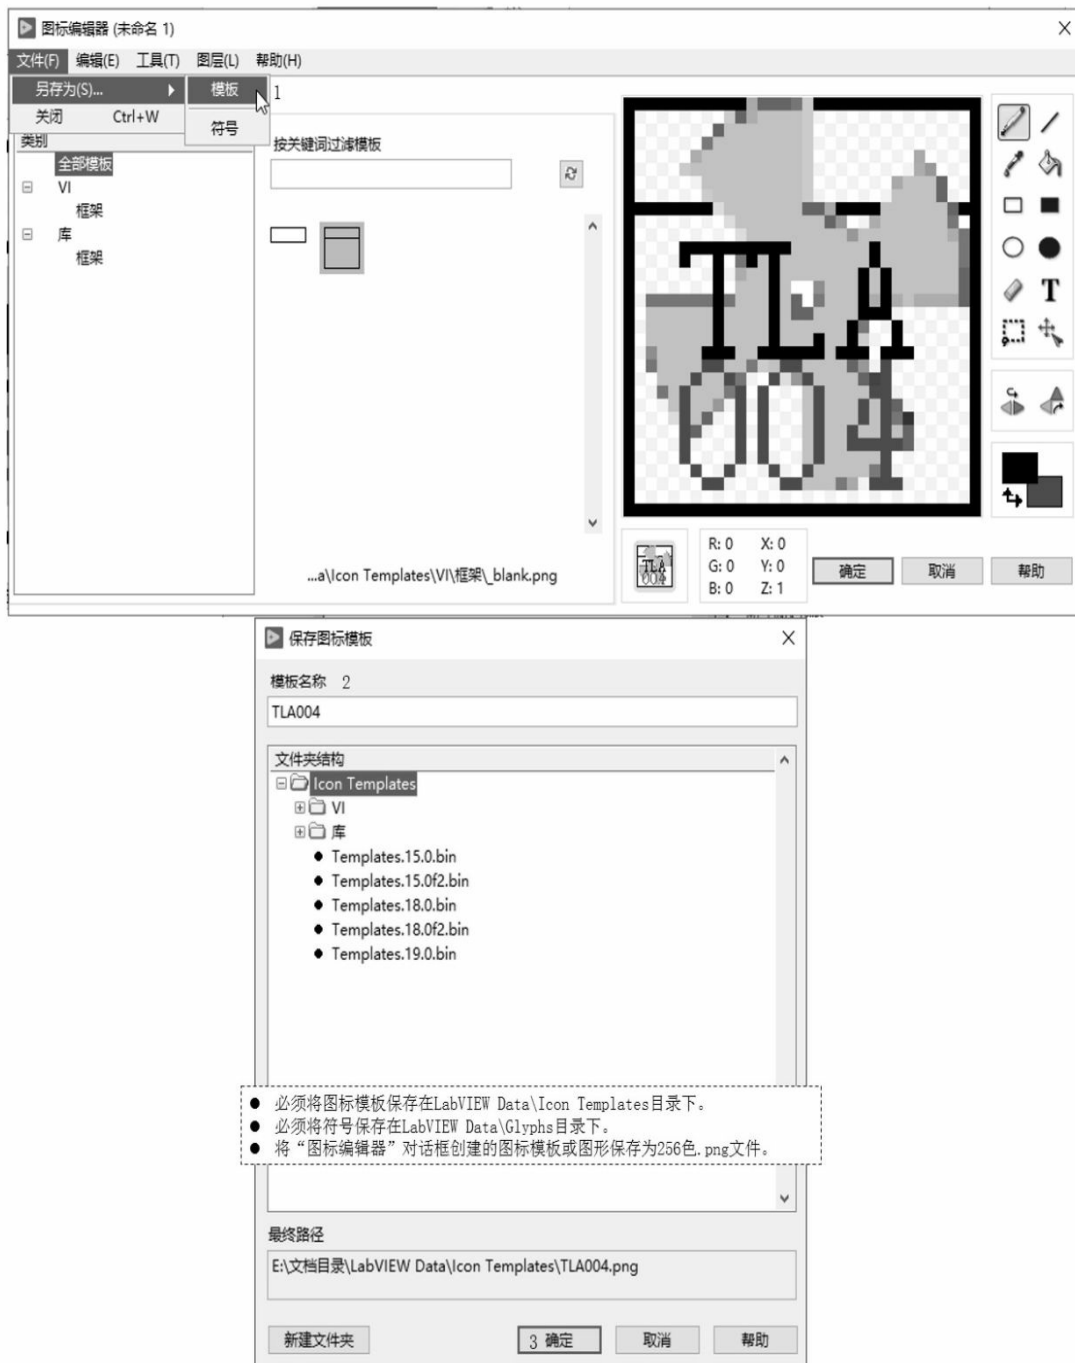 图标编辑器 (未命名 1)
文件(F) 编辑(E) 工具(T) 图层(L) 帮助(H)
另存为(S)... 模板 1
关闭 Ctrl+W 符号
类别 按关键词过滤模板
全部模板
VI
框架
库
框架
TLA
004
...a\Icon Templates\VI\框架\_blank.png
R: 0 X: 0
G: 0 Y: 0
B: 0 Z: 1
确定 取消 帮助
保存图标模板
模板名称 2
TLA004
文件夹结构
Icon Templates
VI
库
Templates.15.0.bin
Templates.15.0f2.bin
Templates.18.0.bin
Templates.18.0f2.bin
Templates.19.0.bin
● 必须将图标模板保存在LabVIEW Data\Icon Templates目录下。
● 必须将符号保存在LabVIEW Data\Glyphs目录下。
● 将“图标编辑器”对话框创建的图标模板或图形保存为256色.png文件。
最终路径
E:\文档目录\LabVIEW Data\Icon Templates\TLA004.png
新建文件夹 3 确定 取消 帮助